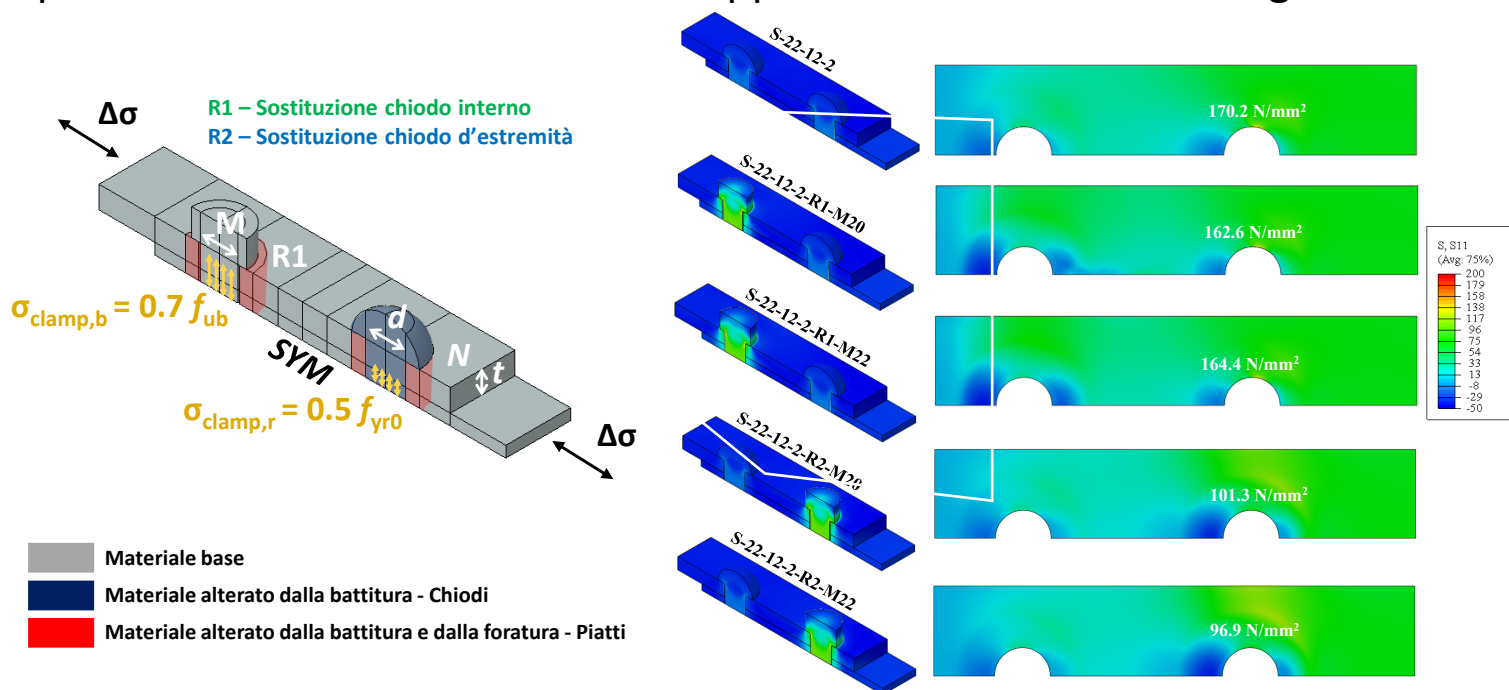 R1 – Sostituzione chiodo interno
R2 – Sostituzione chiodo d'estremità
Δσ
M
R1
σclamp,b = 0.7 fub
d
N
t
SYM
σclamp,r = 0.5 fyr0
Δσ
Materiale base
Materiale alterato dalla battitura - Chiodi
Materiale alterato dalla battitura e dalla foratura - Piatti
S-22-12-2
170.2 N/mm²
S-22-12-2-R1-M20
162.6 N/mm²
S-22-12-2-R1-M22
164.4 N/mm²
S-22-12-2-R2-M20
101.3 N/mm²
S-22-12-2-R2-M22
96.9 N/mm²
S, S11
(Avg: 75%)
200
179
158
138
117
96
75
54
33
13
-8
-29
-50